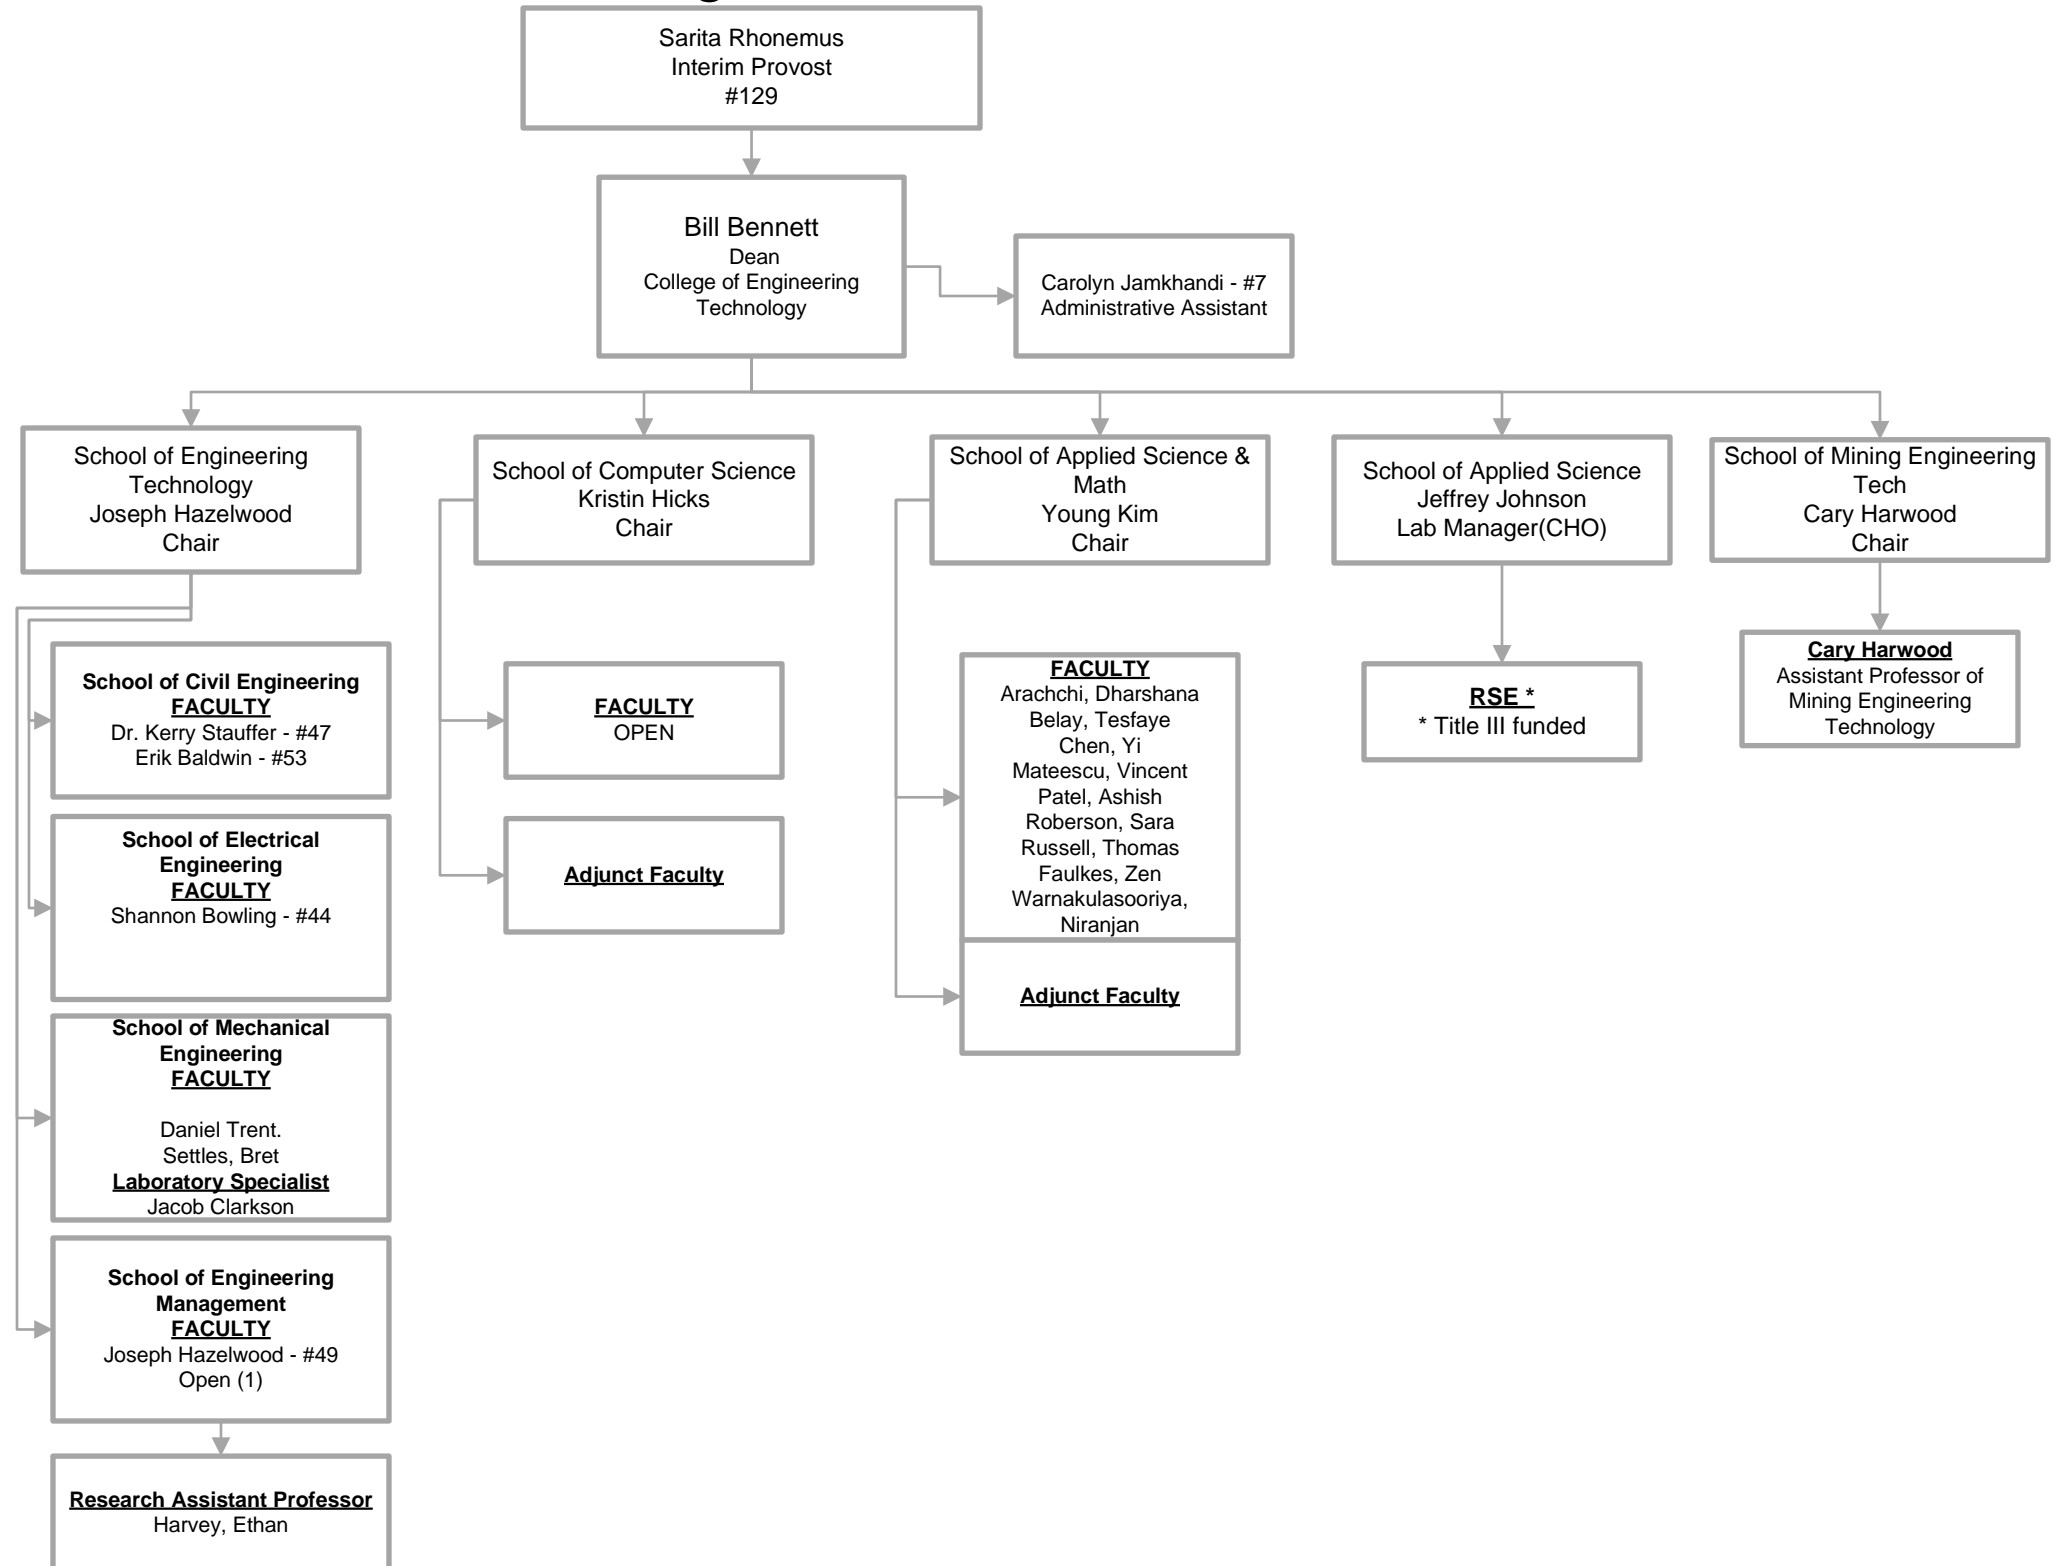 Sarita Rhonemus
Interim Provost
#129
Bill Bennett
Dean
College of Engineering
Technology
Carolyn Jamkhandi - #7
Administrative Assistant
School of Engineering
Technology
Joseph Hazelwood
Chair
School of Computer Science
Kristin Hicks
Chair
School of Applied Science &
Math
Young Kim
Chair
School of Applied Science
Jeffrey Johnson
Lab Manager(CHO)
School of Mining Engineering
Tech
Cary Harwood
Chair
School of Civil Engineering
FACULTY
Dr. Kerry Stauffer - #47
Erik Baldwin - #53
School of Electrical
Engineering
FACULTY
Shannon Bowling - #44
School of Mechanical
Engineering
FACULTY
Daniel Trent.
Settles, Bret
Laboratory Specialist
Jacob Clarkson
School of Engineering
Management
FACULTY
Joseph Hazelwood - #49
Open (1)
Research Assistant Professor
Harvey, Ethan
FACULTY
OPEN
Adjunct Faculty
FACULTY
Arachchi, Dharshana
Belay, Tesfaye
Chen, Yi
Mateescu, Vincent
Patel, Ashish
Roberson, Sara
Russell, Thomas
Faulkes, Zen
Warnakulasooriya,
Niranjan
Adjunct Faculty
RSE *
* Title III funded
Cary Harwood
Assistant Professor of
Mining Engineering
Technology